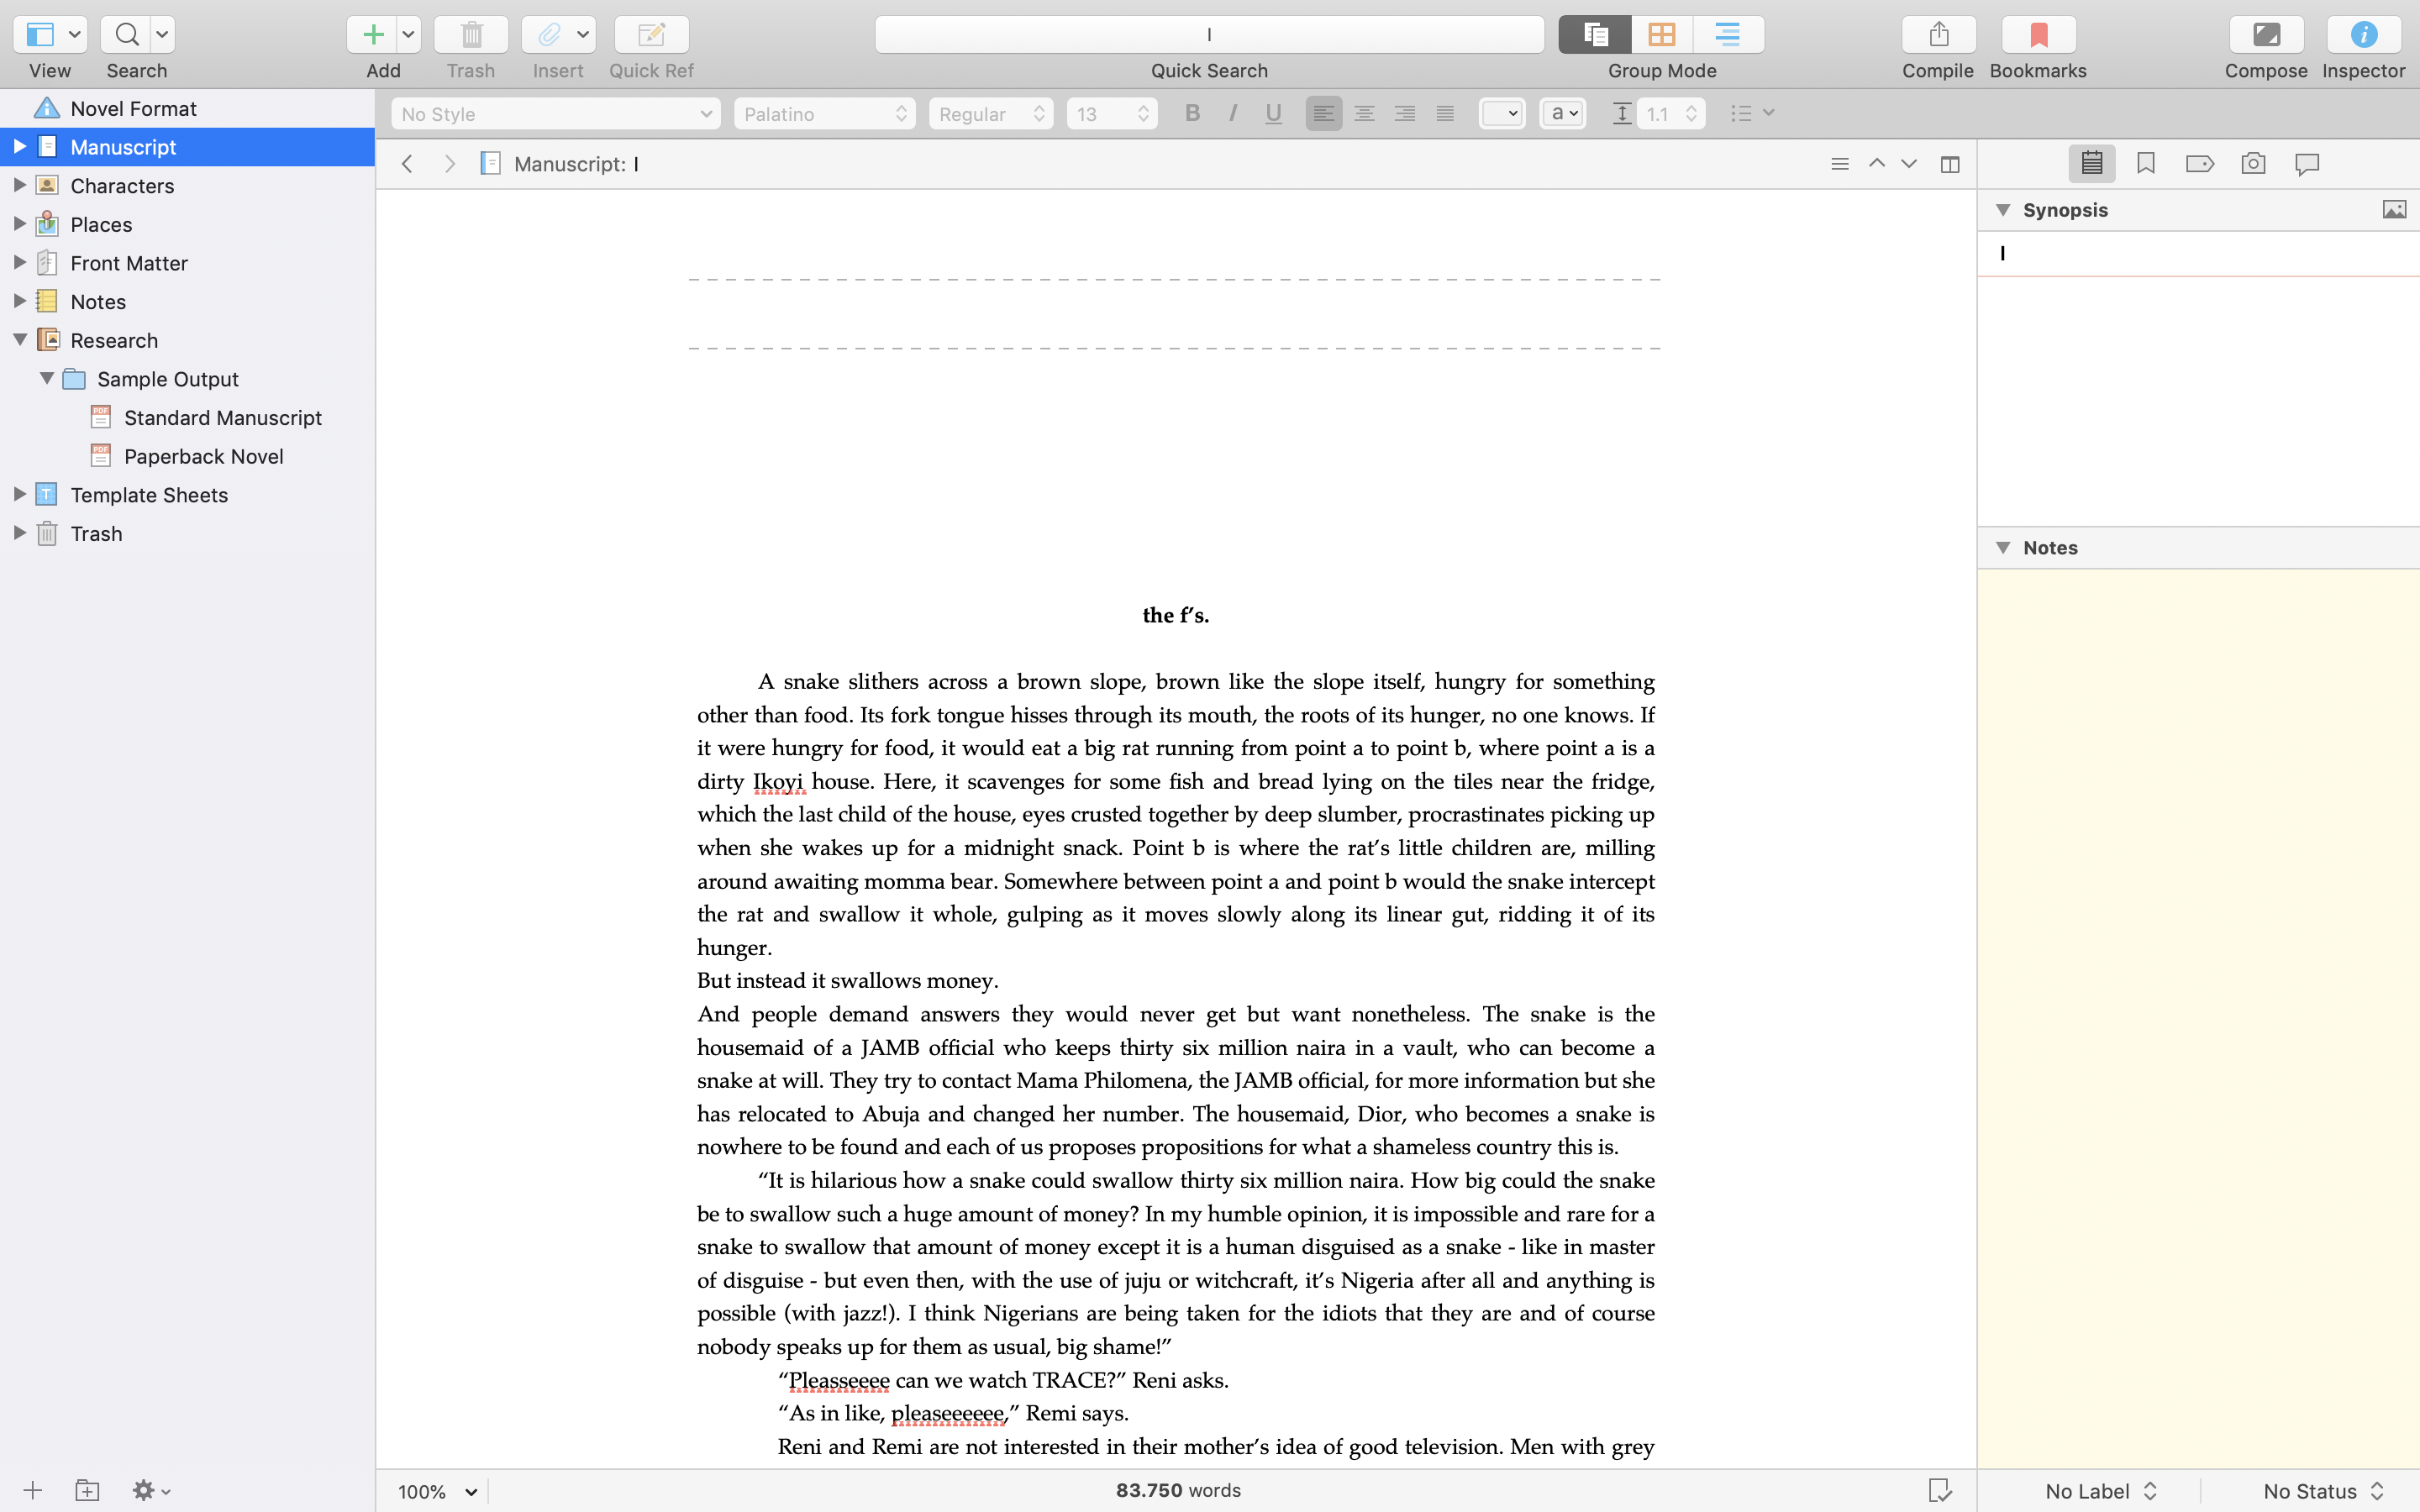 View
Search
Add
Trash
Insert
Quick Ref
I
Quick Search
Group Mode
Compile
Bookmarks
Compose
Inspector
No Style
Palatino
Regular
13
B I U
a
1.1
Novel Format
Manuscript
Characters
Places
Front Matter
Notes
Research
Sample Output
Standard Manuscript
Paperback Novel
Template Sheets
Trash
Manuscript: I
the f's.
A snake slithers across a brown slope, brown like the slope itself, hungry for something
other than food. Its fork tongue hisses through its mouth, the roots of its hunger, no one knows. If
it were hungry for food, it would eat a big rat running from point a to point b, where point a is a
dirty Ikoyi house. Here, it scavenges for some fish and bread lying on the tiles near the fridge,
which the last child of the house, eyes crusted together by deep slumber, procrastinates picking up
when she wakes up for a midnight snack. Point b is where the rat's little children are, milling
around awaiting momma bear. Somewhere between point a and point b would the snake intercept
the rat and swallow it whole, gulping as it moves slowly along its linear gut, ridding it of its
hunger.
But instead it swallows money.
And people demand answers they would never get but want nonetheless. The snake is the
housemaid of a JAMB official who keeps thirty six million naira in a vault, who can become a
snake at will. They try to contact Mama Philomena, the JAMB official, for more information but she
has relocated to Abuja and changed her number. The housemaid, Dior, who becomes a snake is
nowhere to be found and each of us proposes propositions for what a shameless country this is.
“It is hilarious how a snake could swallow thirty six million naira. How big could the snake
be to swallow such a huge amount of money? In my humble opinion, it is impossible and rare for a
snake to swallow that amount of money except it is a human disguised as a snake - like in master
of disguise - but even then, with the use of juju or witchcraft, it's Nigeria after all and anything is
possible (with jazz!). I think Nigerians are being taken for the idiots that they are and of course
nobody speaks up for them as usual, big shame!”
“Pleasseeee can we watch TRACE?” Reni asks.
“As in like, pleaseeeeee,” Remi says.
Reni and Remi are not interested in their mother's idea of good television. Men with grey
Synopsis
I
Notes
100%
83.750 words
No Label
No Status